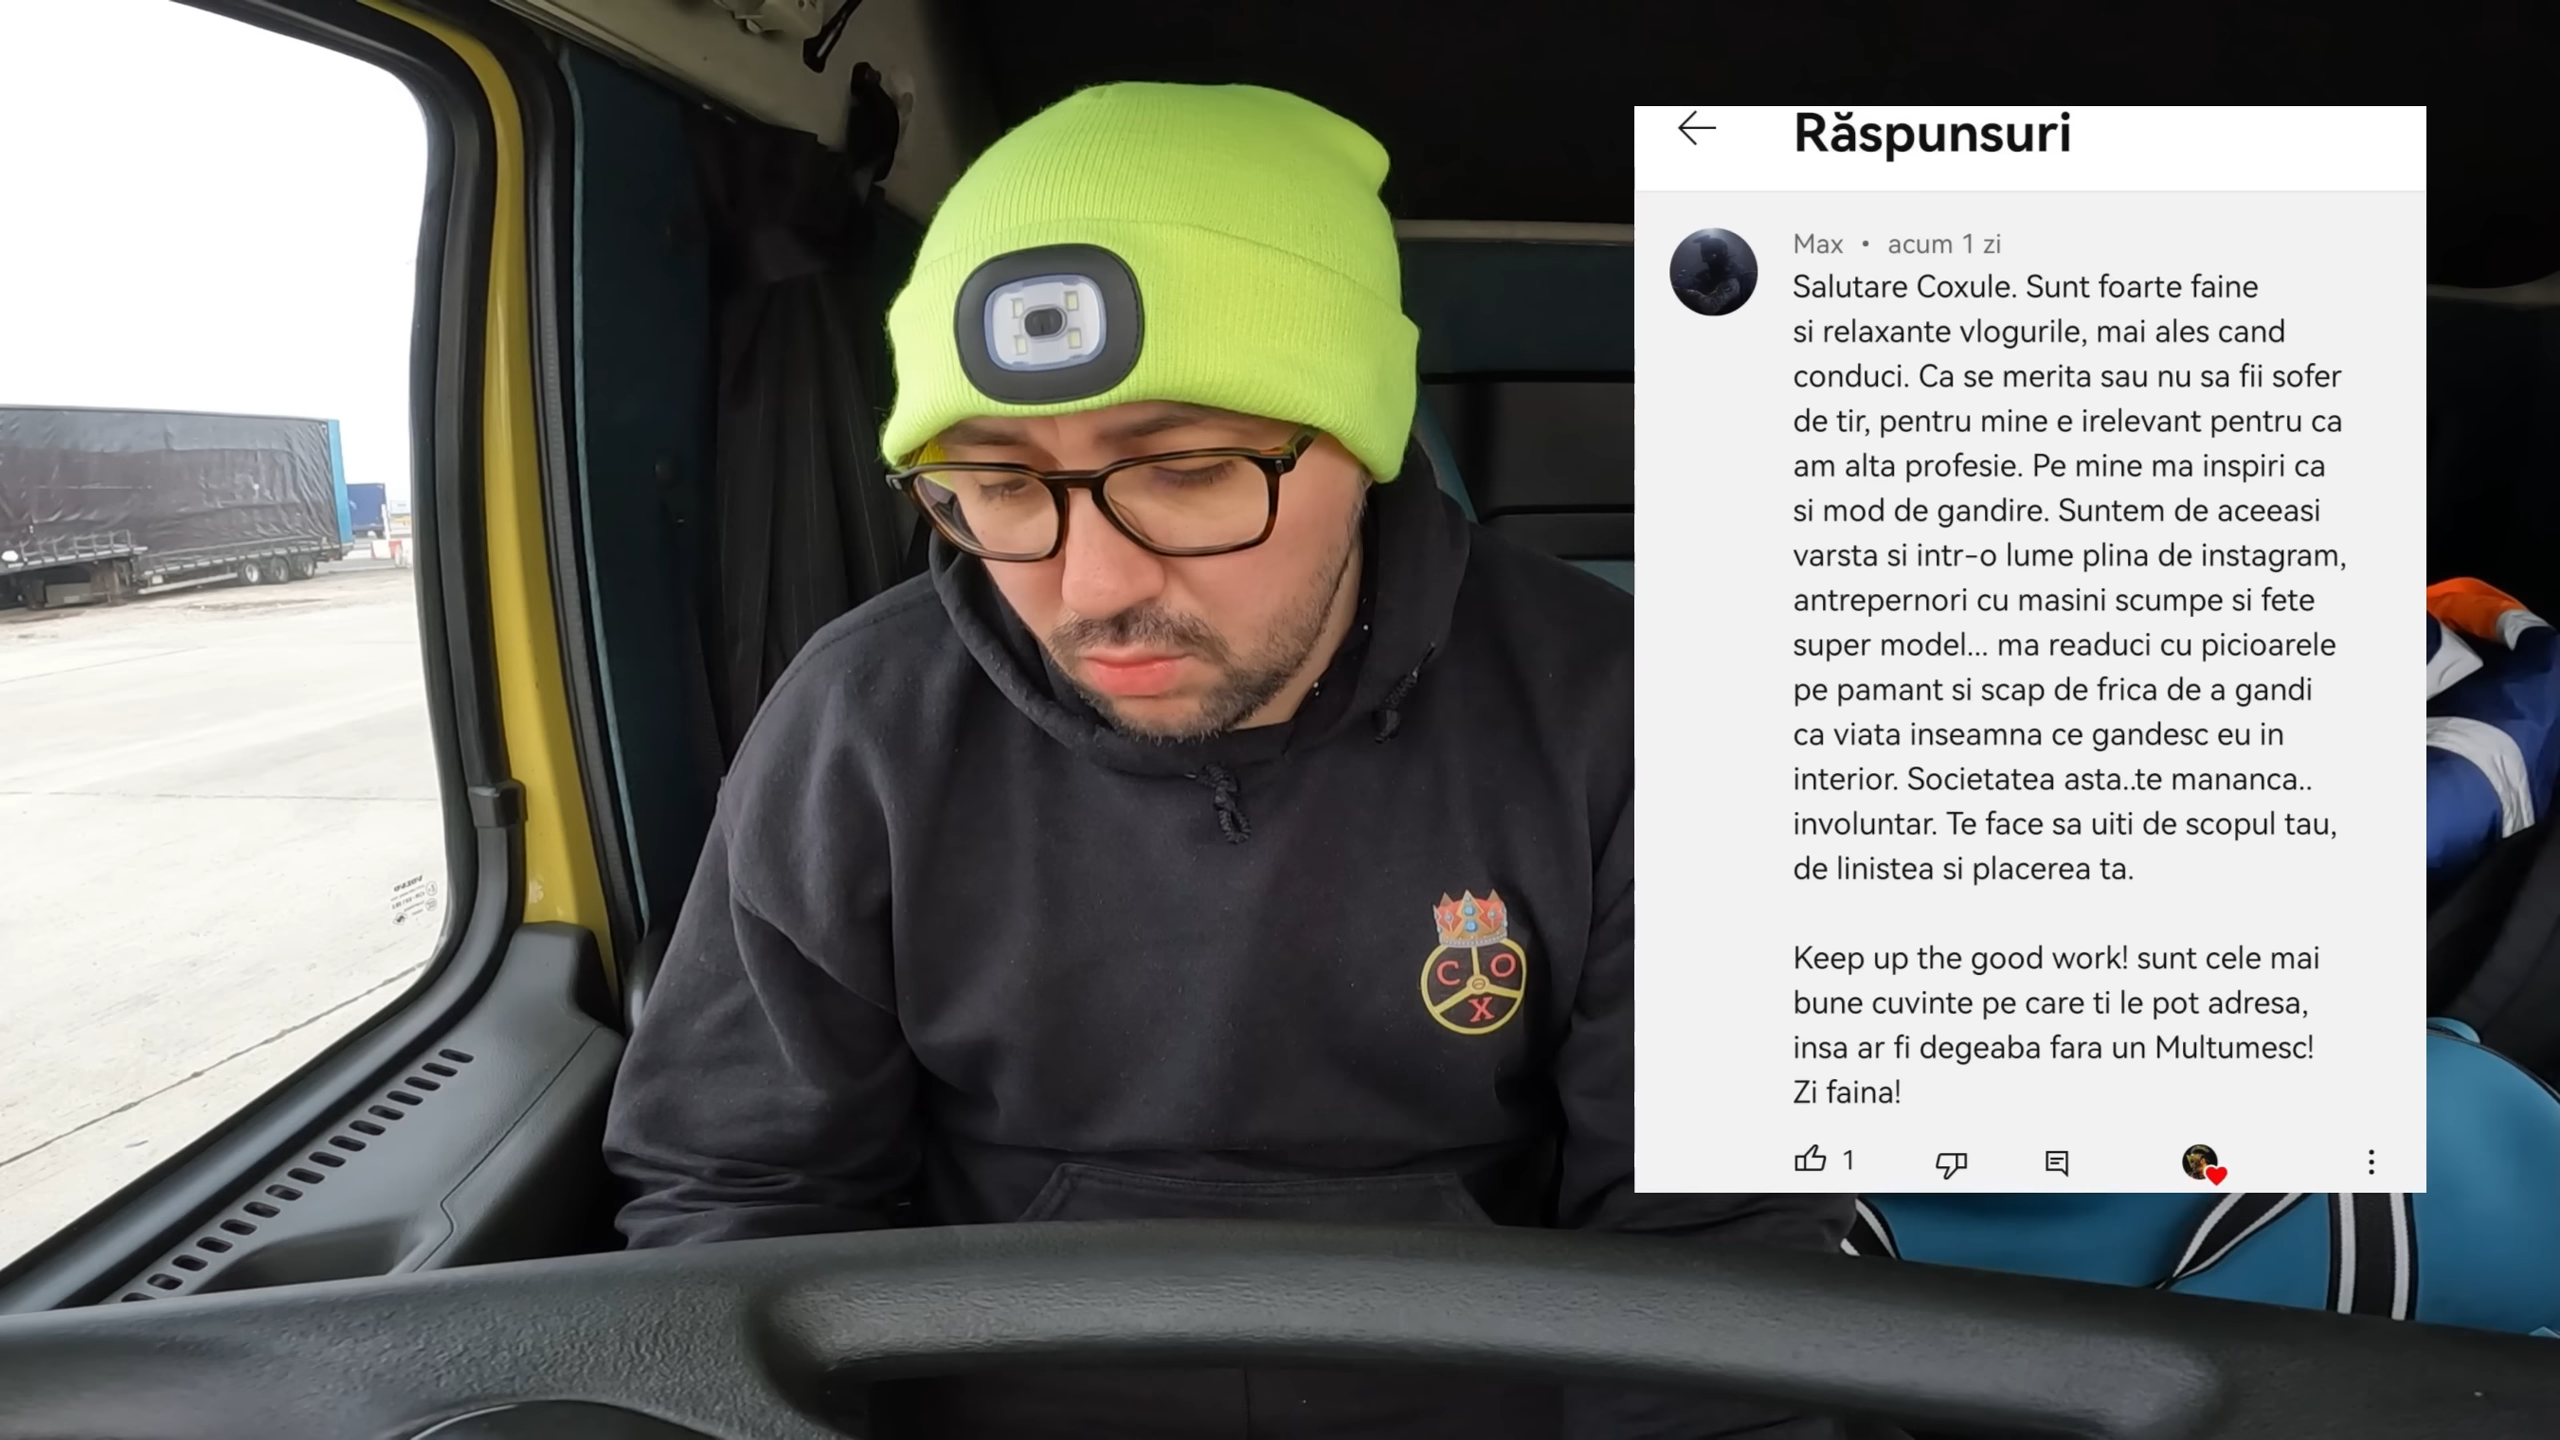 Răspunsuri
Max • acum 1 zi
Salutare Coxule. Sunt foarte faine
si relaxante vlogurile, mai ales cand
conduci. Ca se merita sau nu sa fii sofer
de tir, pentru mine e irelevant pentru ca
am alta profesie. Pe mine ma inspiri ca
si mod de gandire. Suntem de aceeasi
varsta si intr-o lume plina de instagram,
antrepernori cu masini scumpe si fete
super model... ma readuci cu picioarele
pe pamant si scap de frica de a gandi
ca viata inseamna ce gandesc eu in
interior. Societatea asta..te mananca..
involuntar. Te face sa uiti de scopul tau,
de linistea si placerea ta.
Keep up the good work! sunt cele mai
bune cuvinte pe care ti le pot adresa,
insa ar fi degeaba fara un Multumesc!
Zi faina!
1
C O
X